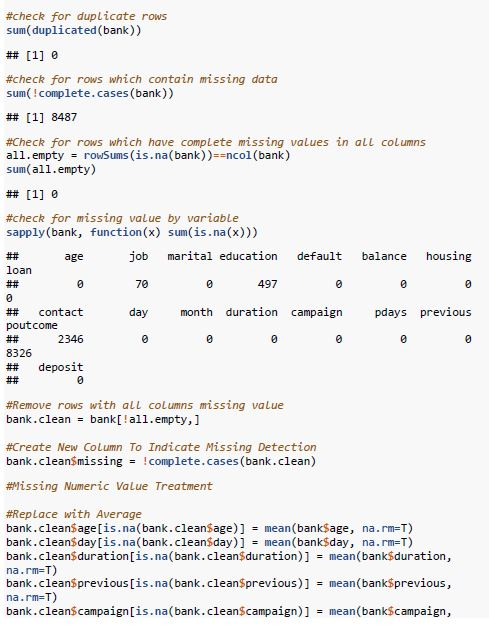 #check for duplicate rows
sum(duplicated(bank))
## [1] 0
#check for rows which contain missing data
sum(!complete.cases(bank))
## [1] 8487
#Check for rows which have complete missing values in all columns
all.empty = rowSums(is.na(bank))==ncol(bank)
sum(all.empty)
## [1] 0
#check for missing value by variable
sapply(bank, function(x) sum(is.na(x)))
##       age       job   marital education   default   balance   housing
loan
##         0        70         0       497         0         0         0
0
##   contact       day     month  duration  campaign     pdays  previous
poutcome
##      2346         0         0         0         0         0         0
8326
##   deposit
##         0
#Remove rows with all columns missing value
bank.clean = bank[!all.empty,]
#Create New Column To Indicate Missing Detection
bank.clean$missing = !complete.cases(bank.clean)
#Missing Numeric Value Treatment
#Replace with Average
bank.clean$age[is.na(bank.clean$age)] = mean(bank$age, na.rm=T)
bank.clean$day[is.na(bank.clean$day)] = mean(bank$day, na.rm=T)
bank.clean$duration[is.na(bank.clean$duration)] = mean(bank$duration,
na.rm=T)
bank.clean$previous[is.na(bank.clean$previous)] = mean(bank$previous,
na.rm=T)
bank.clean$campaign[is.na(bank.clean$campaign)] = mean(bank$campaign,